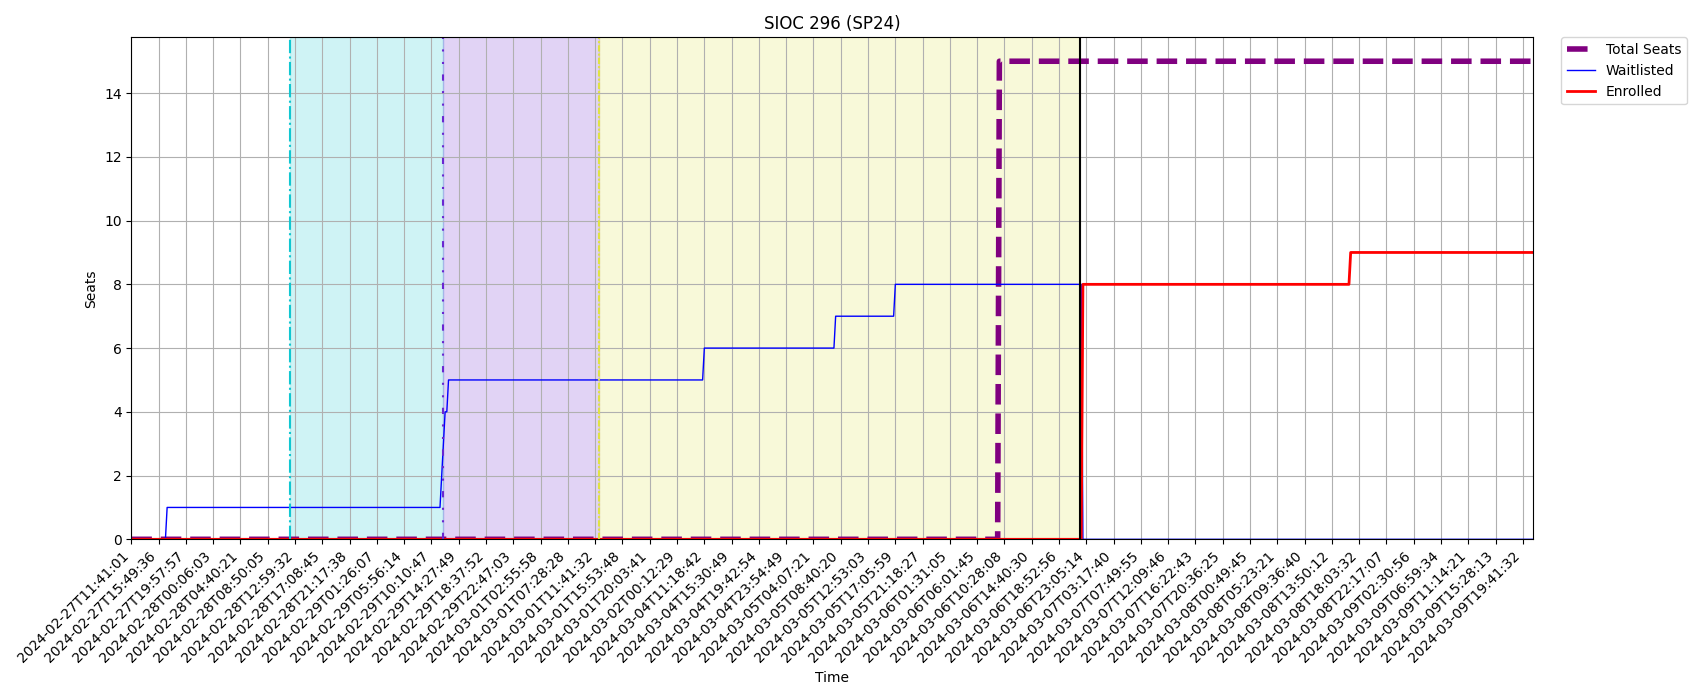 SIOC 296 (SP24)
Total Seats
Waitlisted
Enrolled
Seats
14
12
10
8
6
4
2
0
2024-02-27T11:41:01
2024-02-27T15:49:36
2024-02-27T19:57:57
2024-02-28T00:06:03
2024-02-28T04:40:21
2024-02-28T08:50:05
2024-02-28T12:59:32
2024-02-28T17:08:45
2024-02-28T21:17:38
2024-02-29T01:26:07
2024-02-29T05:56:14
2024-02-29T10:10:47
2024-02-29T14:27:49
2024-02-29T18:37:52
2024-02-29T22:47:03
2024-03-01T02:55:58
2024-03-01T07:28:28
2024-03-01T11:41:32
2024-03-01T15:53:48
2024-03-01T20:03:41
2024-03-02T00:12:29
2024-03-04T11:18:42
2024-03-04T15:30:49
2024-03-04T19:42:54
2024-03-04T23:54:49
2024-03-05T04:07:21
2024-03-05T08:40:20
2024-03-05T12:53:03
2024-03-05T17:05:59
2024-03-05T21:18:27
2024-03-06T01:31:05
2024-03-06T06:01:45
2024-03-06T10:28:08
2024-03-06T14:40:30
2024-03-06T18:52:56
2024-03-06T23:05:14
2024-03-07T03:17:40
2024-03-07T07:49:55
2024-03-07T12:09:46
2024-03-07T16:22:43
2024-03-07T20:36:25
2024-03-08T00:49:45
2024-03-08T05:23:21
2024-03-08T09:36:40
2024-03-08T13:50:12
2024-03-08T18:03:32
2024-03-08T22:17:07
2024-03-09T02:30:56
2024-03-09T06:59:34
2024-03-09T11:14:21
2024-03-09T15:28:13
2024-03-09T19:41:32
Time